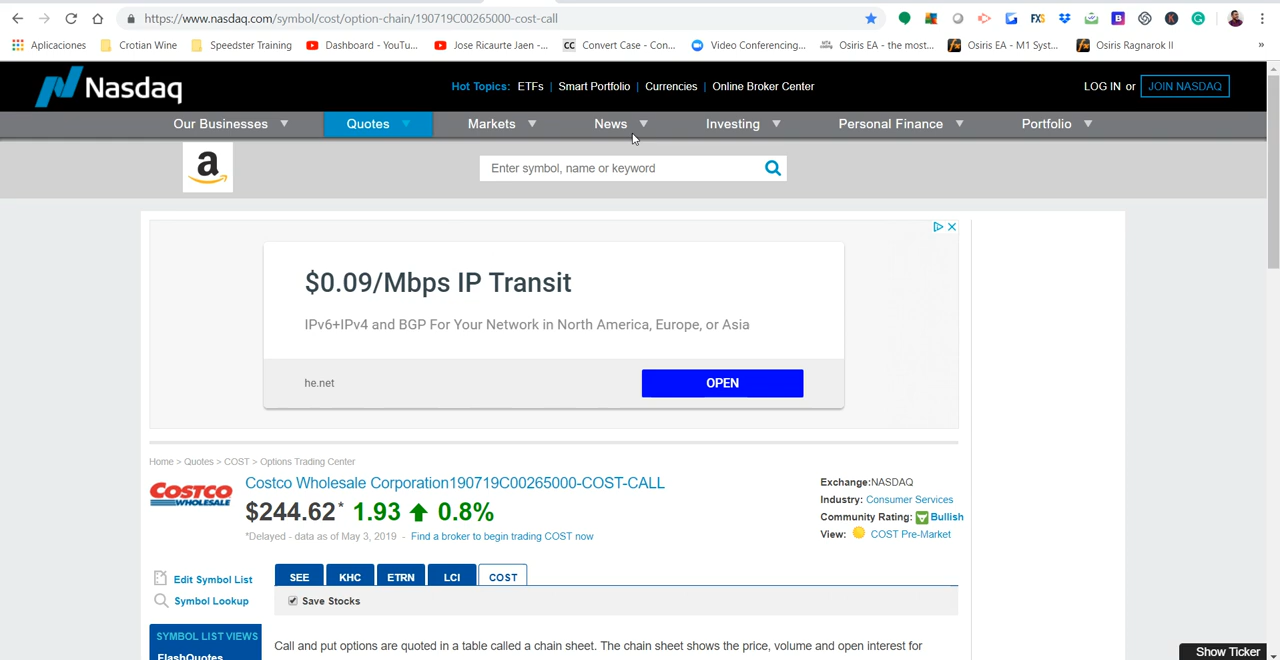 https://www.nasdaq.com/symbol/cost/option-chain/190719C00265000-cost-call
FXS B K
Aplicaciones Crotian Wine Speedster Training Dashboard - YouTu... Jose Ricaurte Jaen -... CC Convert Case - Con... Video Conferencing... Osiris EA - the most... Osiris EA - M1 Syst... Osiris Ragnarok II »
Nasdaq Hot Topics: ETFs | Smart Portfolio | Currencies | Online Broker Center LOG IN or JOIN NASDAQ
Our Businesses Quotes Markets News Investing Personal Finance Portfolio
a Enter symbol, name or keyword
$0.09/Mbps IP Transit
IPv6+IPv4 and BGP For Your Network in North America, Europe, or Asia
he.net OPEN
Home > Quotes > COST > Options Trading Center
COSTCO WHOLESALE
Costco Wholesale Corporation190719C00265000-COST-CALL
$244.62* 1.93 0.8%
*Delayed - data as of May 3, 2019 - Find a broker to begin trading COST now
Exchange:NASDAQ
Industry: Consumer Services
Community Rating: Bullish
View: COST Pre-Market
Edit Symbol List
Symbol Lookup
SEE KHC ETRN LCI COST
Save Stocks
SYMBOL LIST VIEWS
FlashQuotes
Call and put options are quoted in a table called a chain sheet. The chain sheet shows the price, volume and open interest for
Show Ticker